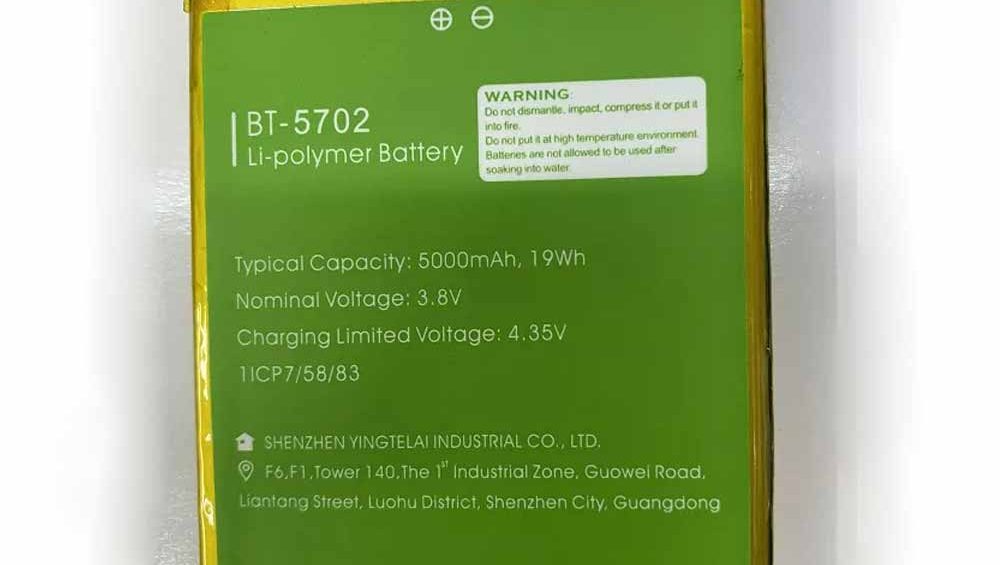 ⊕ ⊖
BT-5702
Li-polymer Battery
WARNING:
Do not dismantle, impact, compress it or put it
into fire.
Do not put it at high temperature environment.
Batteries are not allowed to be used after
soaking into water.
Typical Capacity: 5000mAh, 19Wh
Nominal Voltage: 3.8V
Charging Limited Voltage: 4.35V
1ICP7/58/83
SHENZHEN YINGTELAI INDUSTRIAL CO., LTD.
F6,F1,Tower 140,The 1st Industrial Zone, Guowei Road,
Liantang Street, Luohu District, Shenzhen City, Guangdong